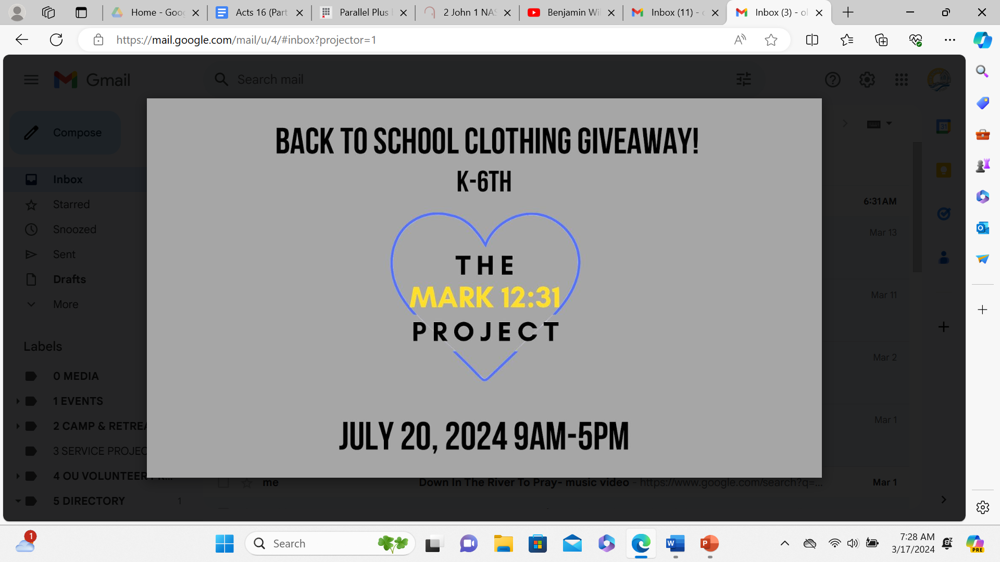 Home - Goo
Acts 16 (Part
Parallel Plus
2 John 1 NAS
Benjamin Wi
Inbox (11) -
Inbox (3) - ol
https://mail.google.com/mail/u/4/#inbox?projector=1
Gmail
Search mail
Compose
Inbox
Starred
Snoozed
Sent
Drafts
More
Labels
0 MEDIA
1 EVENTS
2 CAMP & RETREA
3 SERVICE PROJEC
4 OU VOLUNTEER
5 DIRECTORY 1
BACK TO SCHOOL CLOTHING GIVEAWAY!
K-6TH
THE
MARK 12:31
PROJECT
JULY 20, 2024 9AM-5PM
6:31 AM
Mar 13
Mar 11
Mar 2
Mar 1
me Down In The River To Pray- music video - https://www.google.com/search?q=... Mar 1
31
1
Search
7:28 AM
3/17/2024
PRE